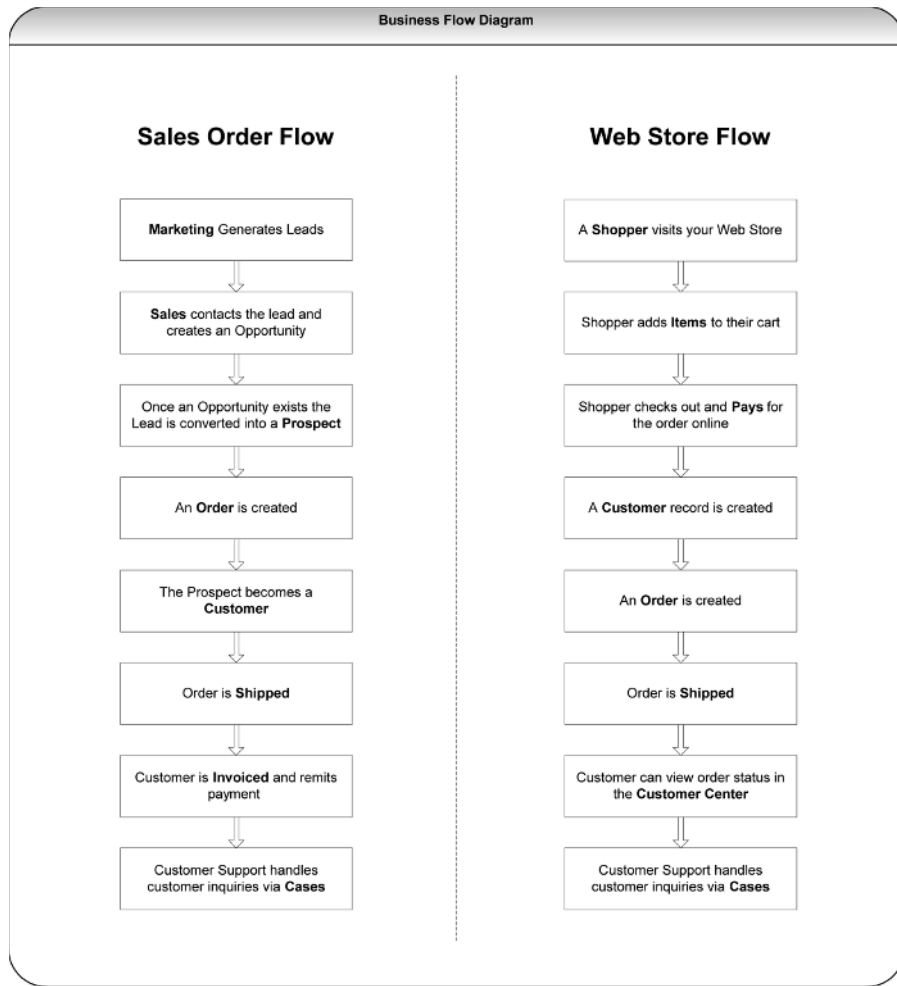 Business Flow Diagram
Sales Order Flow
Marketing Generates Leads
Sales contacts the lead and
creates an Opportunity
Once an Opportunity exists the
Lead is converted into a Prospect
An Order is created
The Prospect becomes a
Customer
Order is Shipped
Customer is Invoiced and remits
payment
Customer Support handles
customer inquiries via Cases
Web Store Flow
A Shopper visits your Web Store
Shopper adds Items to their cart
Shopper checks out and Pays for
the order online
A Customer record is created
An Order is created
Order is Shipped
Customer can view order status in
the Customer Center
Customer Support handles
customer inquiries via Cases